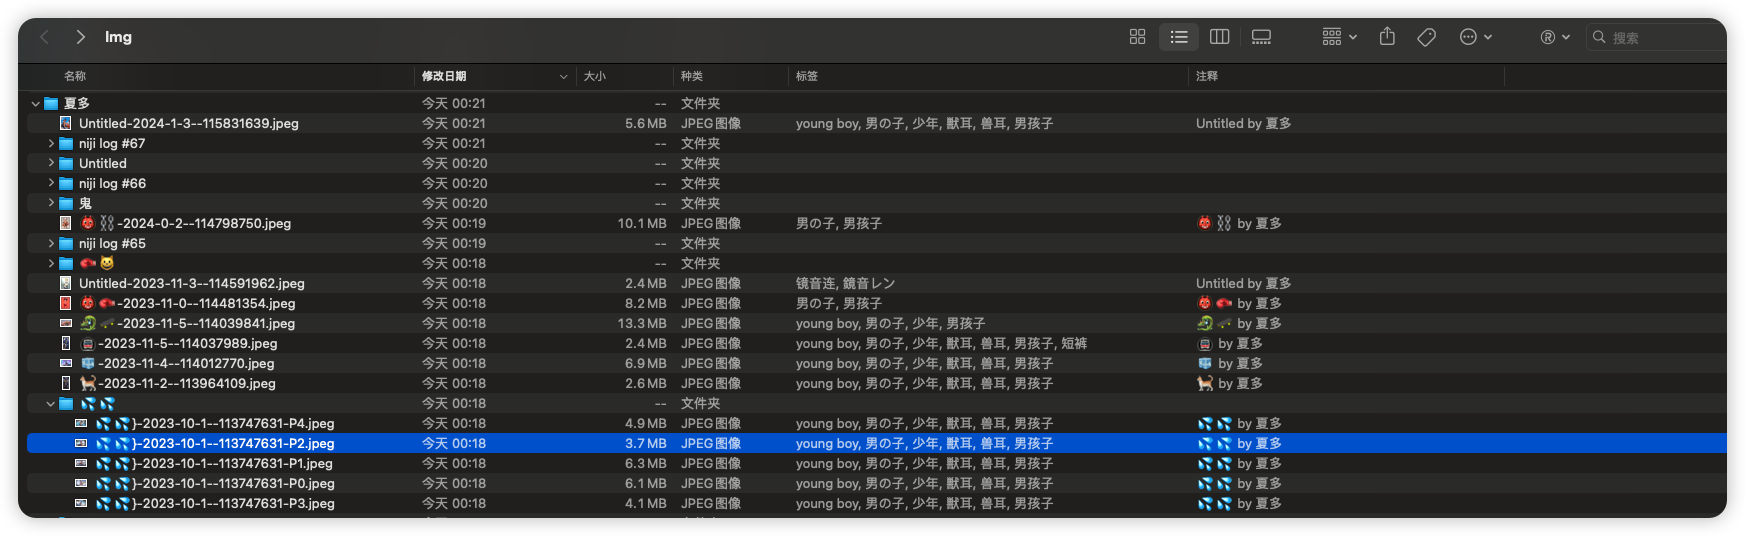 Img
搜索
名称 修改日期 大小 种类 标签 注释
夏多 今天 00:21 -- 文件夹
Untitled-2024-1-3--115831639.jpeg 今天 00:21 5.6 MB JPEG图像 young boy, 男の子, 少年, 獸耳, 兽耳, 男孩子 Untitled by 夏多
niji log #67 今天 00:21 -- 文件夹
Untitled 今天 00:20 -- 文件夹
niji log #66 今天 00:20 -- 文件夹
鬼 今天 00:20 -- 文件夹
👹⛓️-2024-0-2--114798750.jpeg 今天 00:19 10.1 MB JPEG图像 男の子, 男孩子 👹⛓️ by 夏多
niji log #65 今天 00:19 -- 文件夹
🥊😺 今天 00:18 -- 文件夹
Untitled-2023-11-3--114591962.jpeg 今天 00:18 2.4 MB JPEG图像 镜音连, 鏡音レン Untitled by 夏多
👹🥊-2023-11-0--114481354.jpeg 今天 00:18 8.2 MB JPEG图像 男の子, 男孩子 👹🥊 by 夏多
🐲🛹-2023-11-5--114039841.jpeg 今天 00:18 13.3 MB JPEG图像 young boy, 男の子, 少年, 男孩子 🐲🛹 by 夏多
🚇-2023-11-5--114037989.jpeg 今天 00:18 2.4 MB JPEG图像 young boy, 男の子, 少年, 獸耳, 兽耳, 男孩子, 短裤 🚇 by 夏多
🧊-2023-11-4--114012770.jpeg 今天 00:18 6.9 MB JPEG图像 young boy, 男の子, 少年, 獸耳, 兽耳, 男孩子 🧊 by 夏多
🐈-2023-11-2--113964109.jpeg 今天 00:18 2.6 MB JPEG图像 young boy, 男の子, 少年, 獸耳, 兽耳, 男孩子 🐈 by 夏多
💦💦 今天 00:18 -- 文件夹
💦💦}-2023-10-1--113747631-P4.jpeg 今天 00:18 4.9 MB JPEG图像 young boy, 男の子, 少年, 獸耳, 兽耳, 男孩子 💦💦 by 夏多
💦💦}-2023-10-1--113747631-P2.jpeg 今天 00:18 3.7 MB JPEG图像 young boy, 男の子, 少年, 獸耳, 兽耳, 男孩子 💦💦 by 夏多
💦💦}-2023-10-1--113747631-P1.jpeg 今天 00:18 6.3 MB JPEG图像 young boy, 男の子, 少年, 獸耳, 兽耳, 男孩子 💦💦 by 夏多
💦💦}-2023-10-1--113747631-P0.jpeg 今天 00:18 6.1 MB JPEG图像 young boy, 男の子, 少年, 獸耳, 兽耳, 男孩子 💦💦 by 夏多
💦💦}-2023-10-1--113747631-P3.jpeg 今天 00:18 4.1 MB JPEG图像 young boy, 男の子, 少年, 獸耳, 兽耳, 男孩子 💦💦 by 夏多